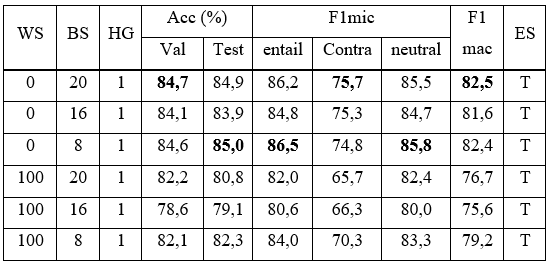 WS BS HG Acc (%) F1mic F1 mac ES
Val Test entail Contra neutral
0 20 1 84,7 84,9 86,2 75,7 85,5 82,5 T
0 16 1 84,1 83,9 84,8 75,3 84,7 81,6 T
0 8 1 84,6 85,0 86,5 74,8 85,8 82,4 T
100 20 1 82,2 80,8 82,0 65,7 82,4 76,7 T
100 16 1 78,6 79,1 80,6 66,3 80,0 75,6 T
100 8 1 82,1 82,3 84,0 70,3 83,3 79,2 T